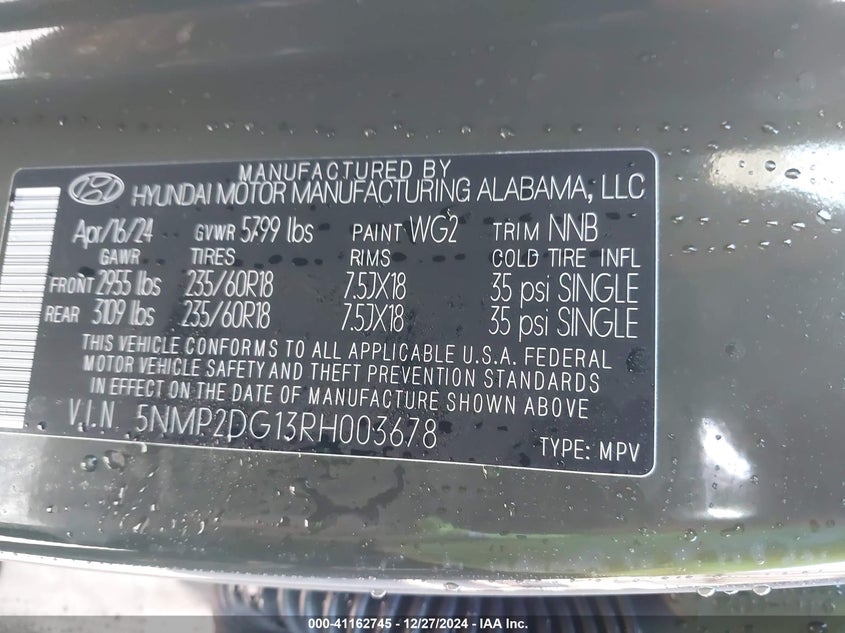 MANUFACTURED BY
HYUNDAI MOTOR MANUFACTURING ALABAMA, LLC
Apr/16/24 GVWR 5799 lbs PAINT WG2 TRIM NNB
GAWR TIRES RIMS COLD TIRE INFL
FRONT 2955 lbs 235/60R18 7.5JX18 35 psi SINGLE
REAR 3109 lbs 235/60R18 7.5JX18 35 psi SINGLE
THIS VEHICLE CONFORMS TO ALL APPLICABLE U.S.A. FEDERAL
MOTOR VEHICLE SAFETY AND THEFT PREVENTION STANDARDS
IN EFFECT ON THE DATE OF MANUFACTURE SHOWN ABOVE
V.I.N 5NMP2DG13RH003678
TYPE: MPV
000-41162745 - 12/27/2024 - IAA Inc.